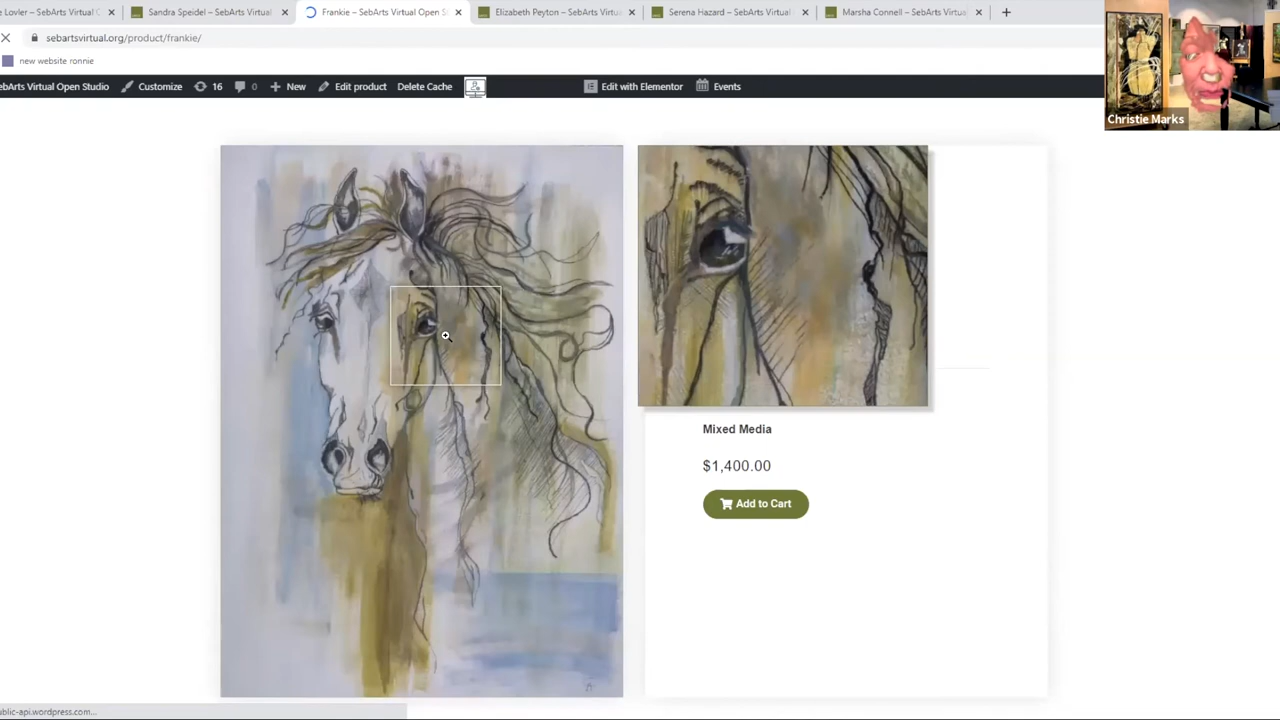 e Lovler – SebArts Virtual O
Sandra Speidel – SebArts Virtual
Frankie – SebArts Virtual Open S
Elizabeth Peyton – SebArts Virtu
Serena Hazard – SebArts Virtual
Marsha Connell – SebArts Virtua
sebartsvirtual.org/product/frankie/
new website ronnie
ebArts Virtual Open Studio Customize 16 0 New Edit product Delete Cache Edit with Elementor Events
Christie Marks
Mixed Media
$1,400.00
Add to Cart
ublic-api.wordpress.com...